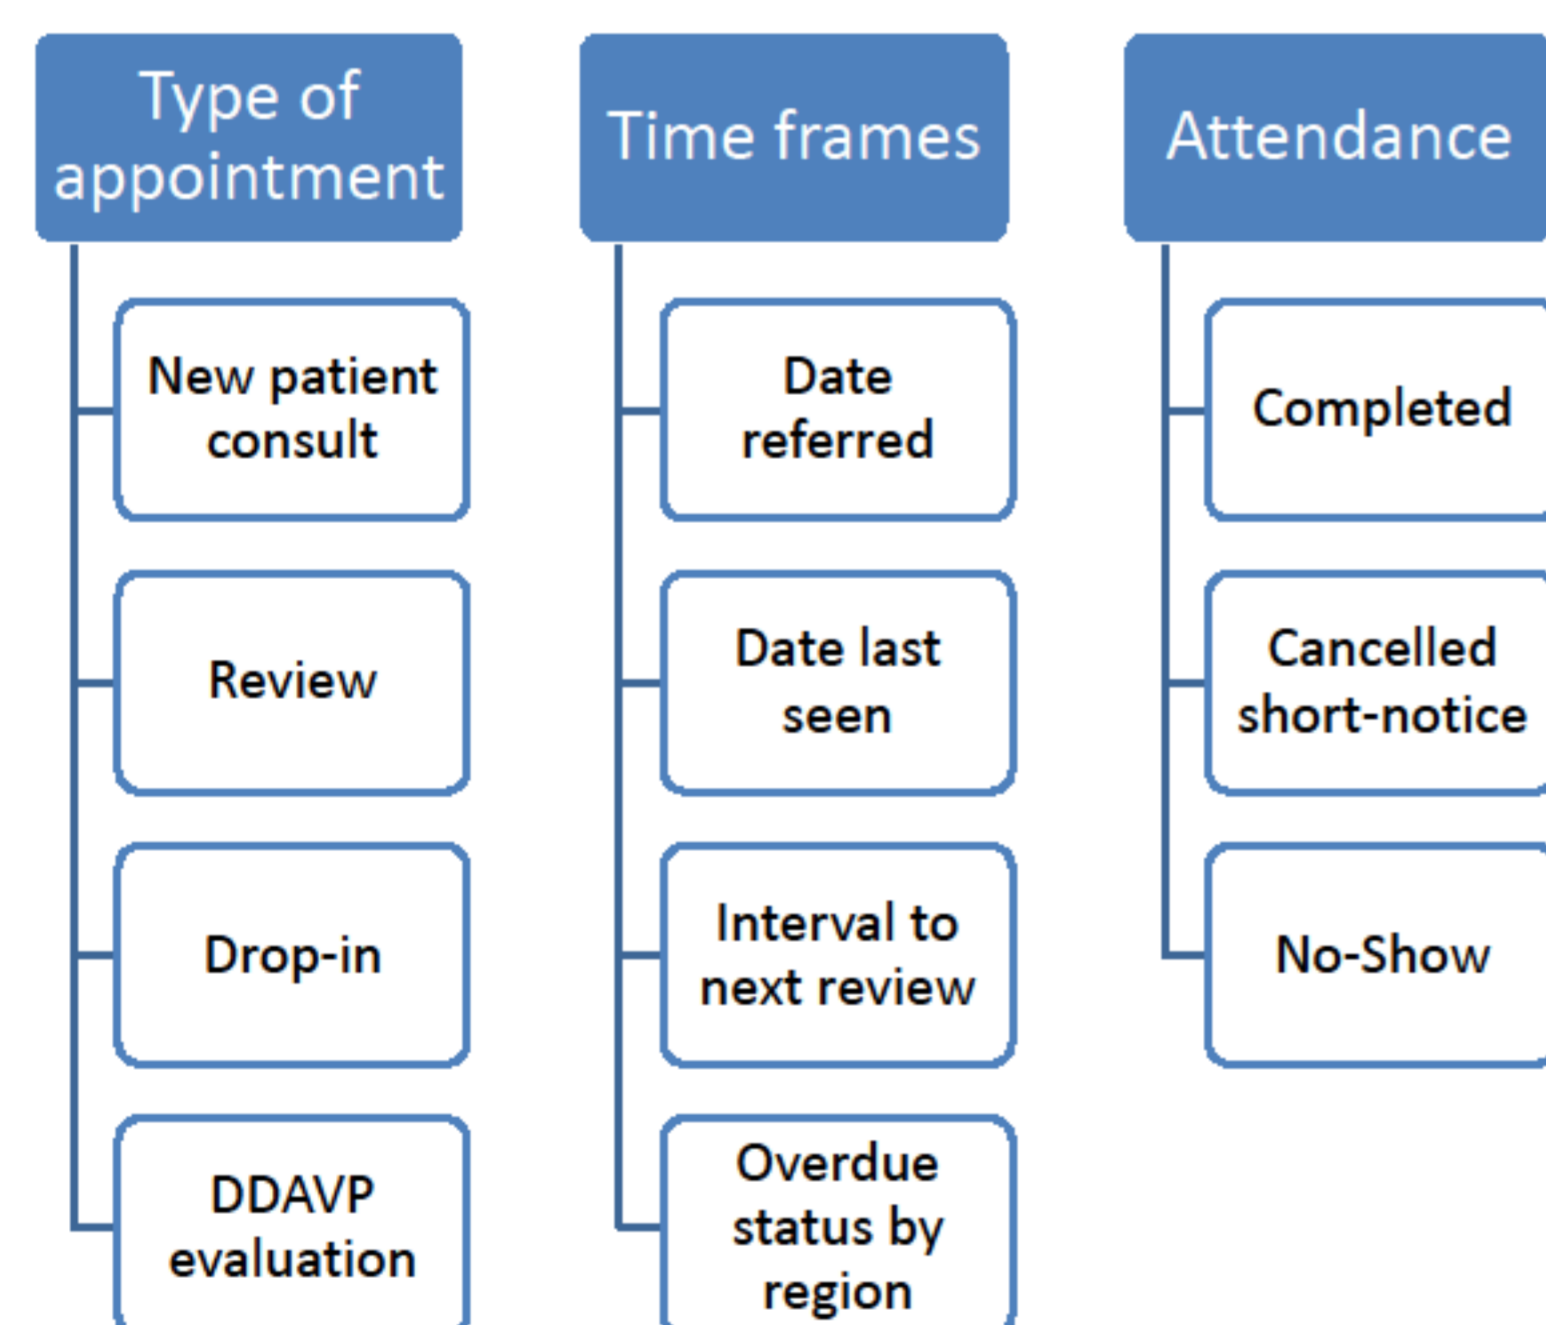 Type of
appointment
New patient
consult
Review
Drop-in
DDAVP
evaluation
Time frames
Date
referred
Date last
seen
Interval to
next review
Overdue
status by
region
Attendance
Completed
Cancelled
short-notice
No-Show